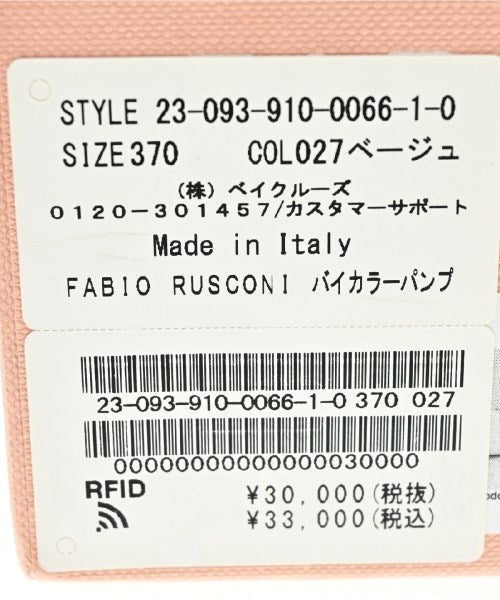 STYLE 23-093-910-0066-1-0
SIZE370 COL027ベージュ
（株）ベイクルーズ
0120－301457/カスタマーサポート
Made in Italy
FABIO RUSCONI バイカラーパンプ
23-093-910-0066-1-0 370 027
00000000000000030000
RFID
¥30,000(税抜)
¥33,000(税込)